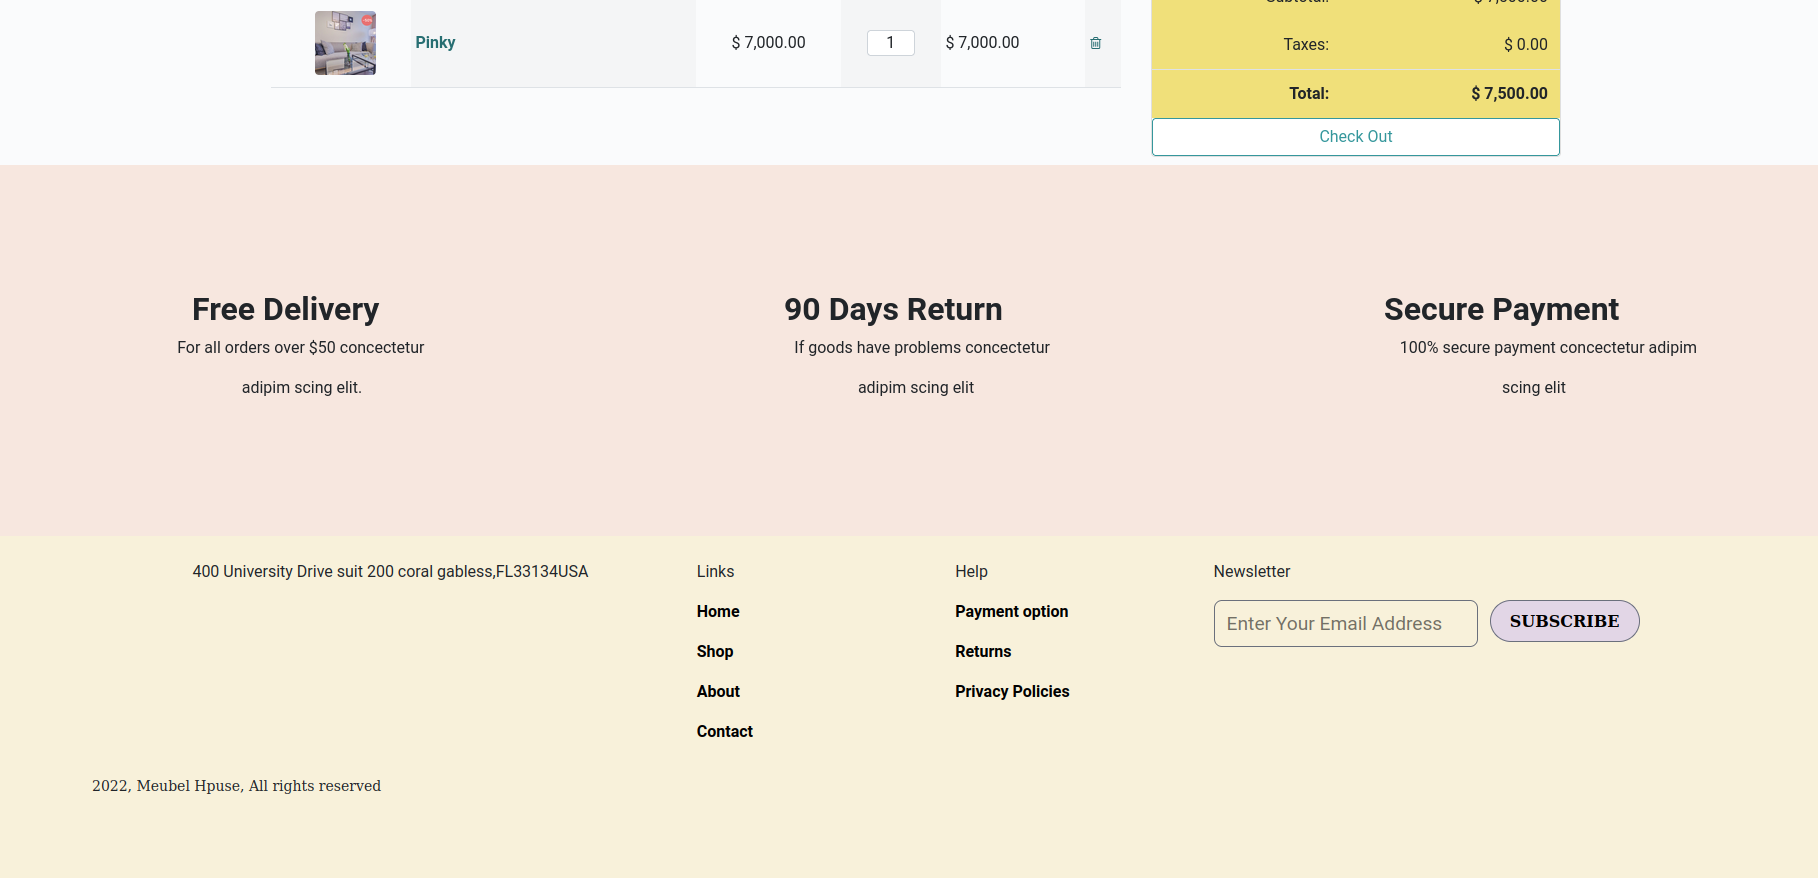 Pinky $ 7,000.00 1 $ 7,000.00
Taxes: $ 0.00
Total: $ 7,500.00
Check Out
Free Delivery
For all orders over $50 concectetur
adipim scing elit.
90 Days Return
If goods have problems concectetur
adipim scing elit
Secure Payment
100% secure payment concectetur adipim
scing elit
400 University Drive suit 200 coral gabless,FL33134USA
Links
Home
Shop
About
Contact
Help
Payment option
Returns
Privacy Policies
Newsletter
Enter Your Email Address
SUBSCRIBE
2022, Meubel Hpuse, All rights reserved